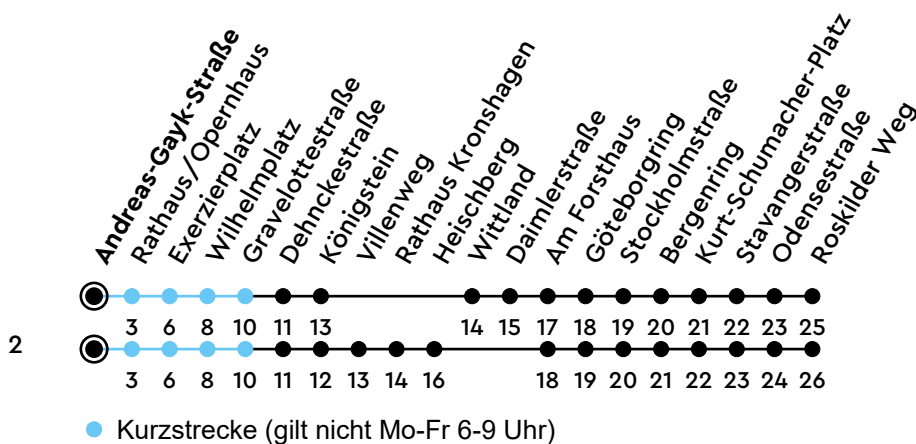 Andreas-Gayk-Straße
Rathaus/Opernhaus
Exerzierplatz
Wilhelmplatz
Gravelottestraße
Dehnckestraße
Königstein
Villenweg
Rathaus Kronshagen
Heischberg
Wittland
Daimlerstraße
Am Forsthaus
Göteborgring
Stockholmstraße
Bergenring
Kurt-Schumacher-Platz
Stavangerstraße
Odensestraße
Roskilder Weg
3 6 8 10 11 13 14 15 17 18 19 20 21 22 23 25
2
3 6 8 10 11 12 13 14 16 18 19 20 21 22 23 24 26
Kurzstrecke (gilt nicht Mo-Fr 6-9 Uhr)